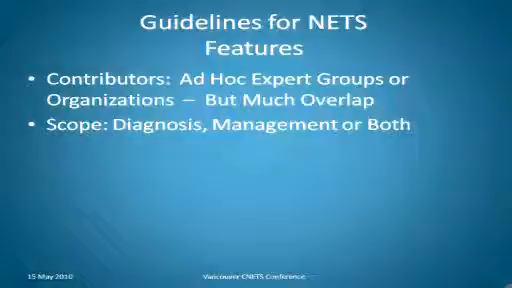 Guidelines for NETS
Features
• Contributors: Ad Hoc Expert Groups or
Organizations – But Much Overlap
• Scope: Diagnosis, Management or Both
15 May 2010
Vancouver CNETS Conference